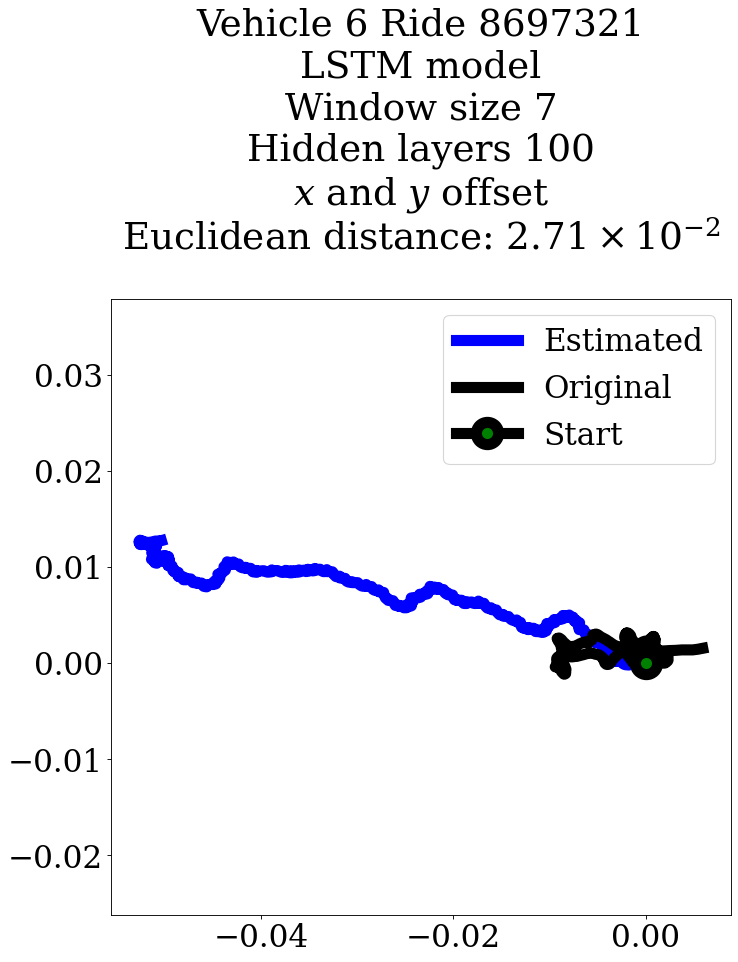 Vehicle 6 Ride 8697321
LSTM model
Window size 7
Hidden layers 100
x and y offset
Euclidean distance: 2.71 × 10⁻²
Estimated
Original
Start
0.03
0.02
0.01
0.00
−0.01
−0.02
−0.04
−0.02
0.00